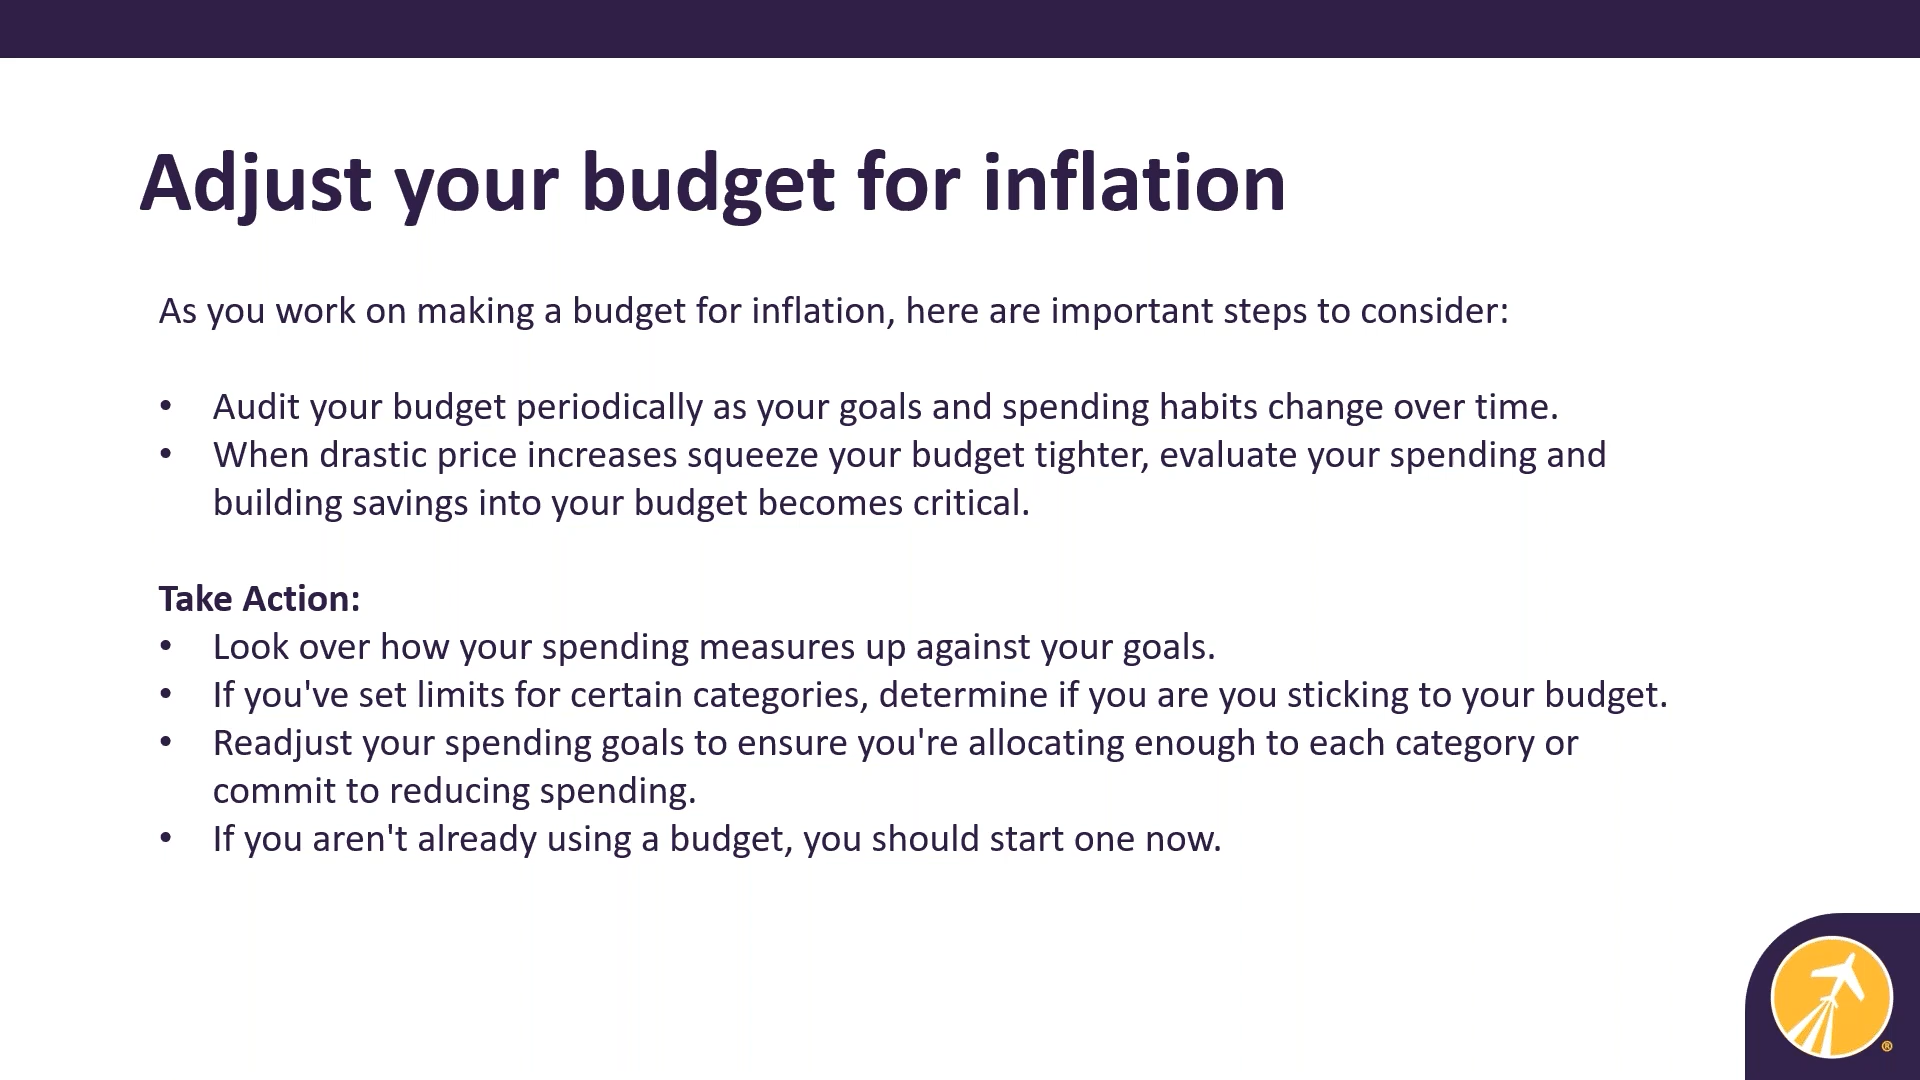 Adjust your budget for inflation
As you work on making a budget for inflation, here are important steps to consider:
• Audit your budget periodically as your goals and spending habits change over time.
• When drastic price increases squeeze your budget tighter, evaluate your spending and
building savings into your budget becomes critical.
Take Action:
• Look over how your spending measures up against your goals.
• If you've set limits for certain categories, determine if you are you sticking to your budget.
• Readjust your spending goals to ensure you're allocating enough to each category or
commit to reducing spending.
• If you aren't already using a budget, you should start one now.
®